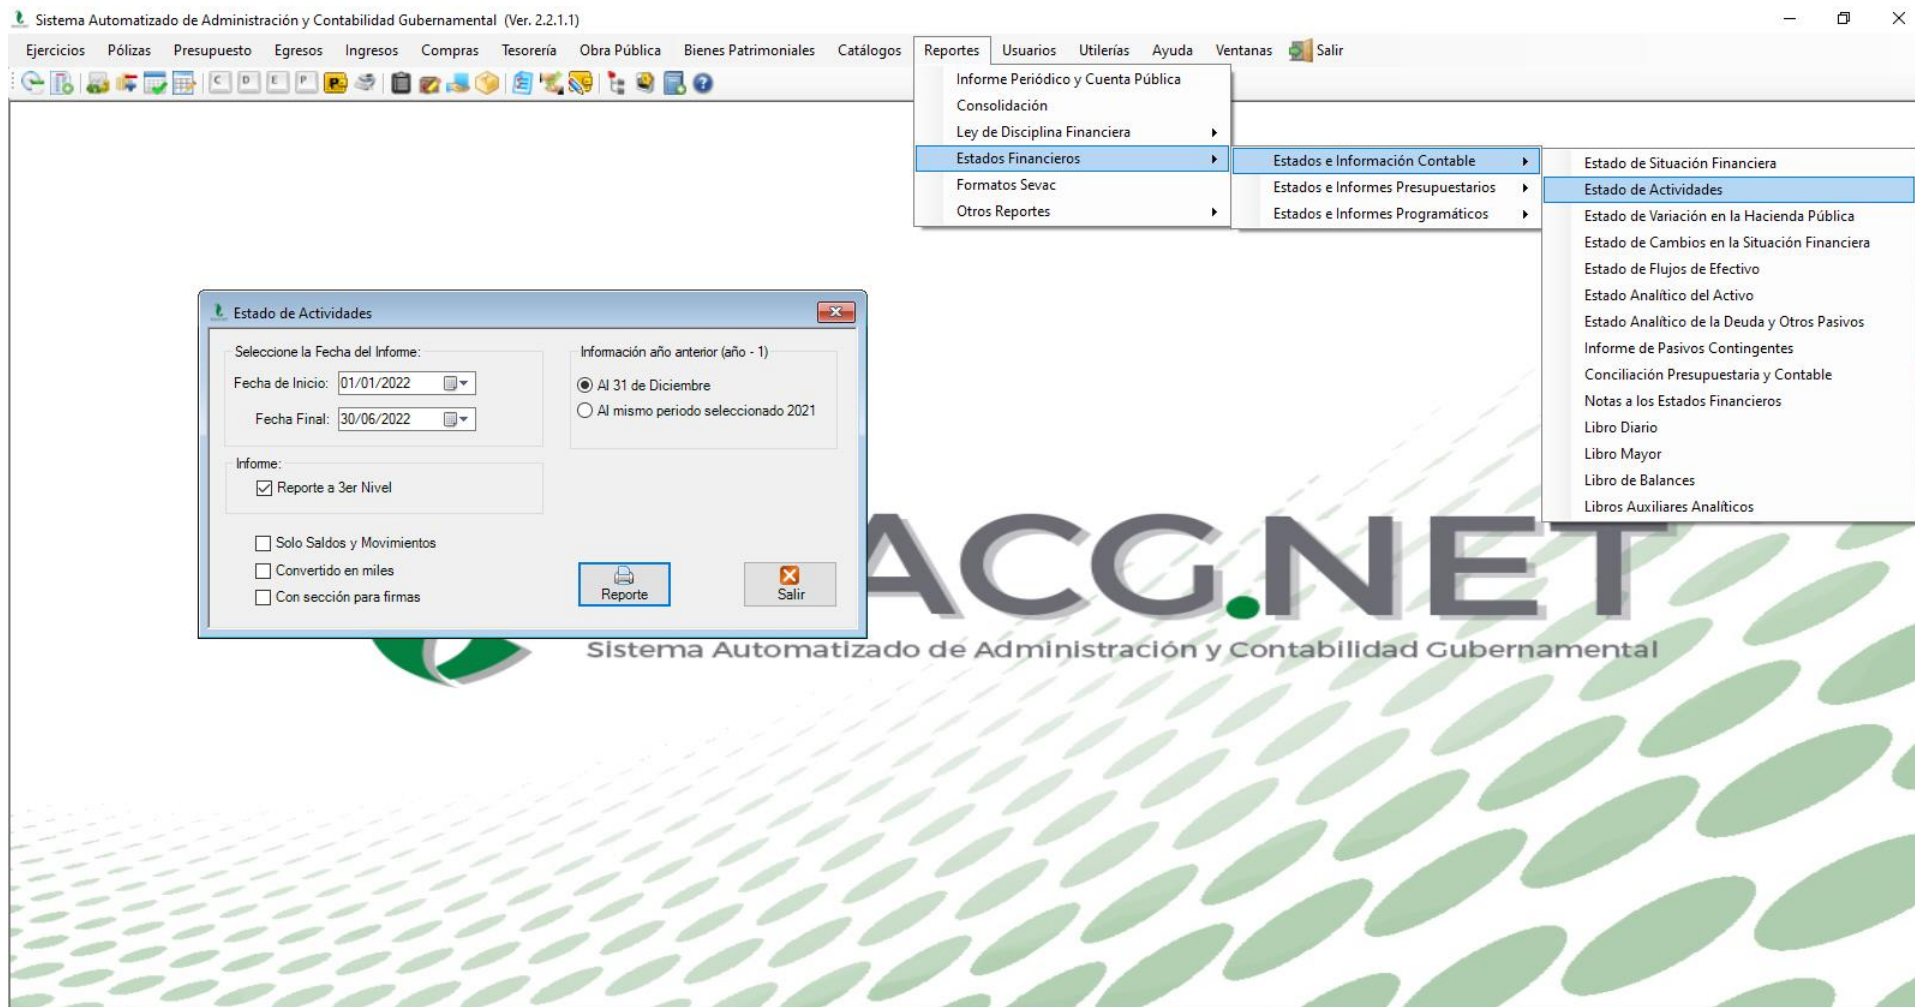 Sistema Automatizado de Administración y Contabilidad Gubernamental (Ver. 2.2.1.1)
Ejercicios Pólizas Presupuesto Egresos Ingresos Compras Tesorería Obra Pública Bienes Patrimoniales Catálogos Reportes Usuarios Utilerías Ayuda Ventanas Salir
C D E P
Informe Periódico y Cuenta Pública
Consolidación
Ley de Disciplina Financiera
Estados Financieros
Formatos Sevac
Otros Reportes
Estados e Información Contable
Estados e Informes Presupuestarios
Estados e Informes Programáticos
Estado de Situación Financiera
Estado de Actividades
Estado de Variación en la Hacienda Pública
Estado de Cambios en la Situación Financiera
Estado de Flujos de Efectivo
Estado Analítico del Activo
Estado Analítico de la Deuda y Otros Pasivos
Informe de Pasivos Contingentes
Conciliación Presupuestaria y Contable
Notas a los Estados Financieros
Libro Diario
Libro Mayor
Libro de Balances
Libros Auxiliares Analíticos
Estado de Actividades
Seleccione la Fecha del Informe:
Fecha de Inicio: 01/01/2022
Fecha Final: 30/06/2022
Información año anterior (año - 1)
Al 31 de Diciembre
Al mismo periodo seleccionado 2021
Informe:
Reporte a 3er Nivel
Solo Saldos y Movimientos
Convertido en miles
Con sección para firmas
Reporte
Salir
ACG.NET
Sistema Automatizado de Administración y Contabilidad Gubernamental